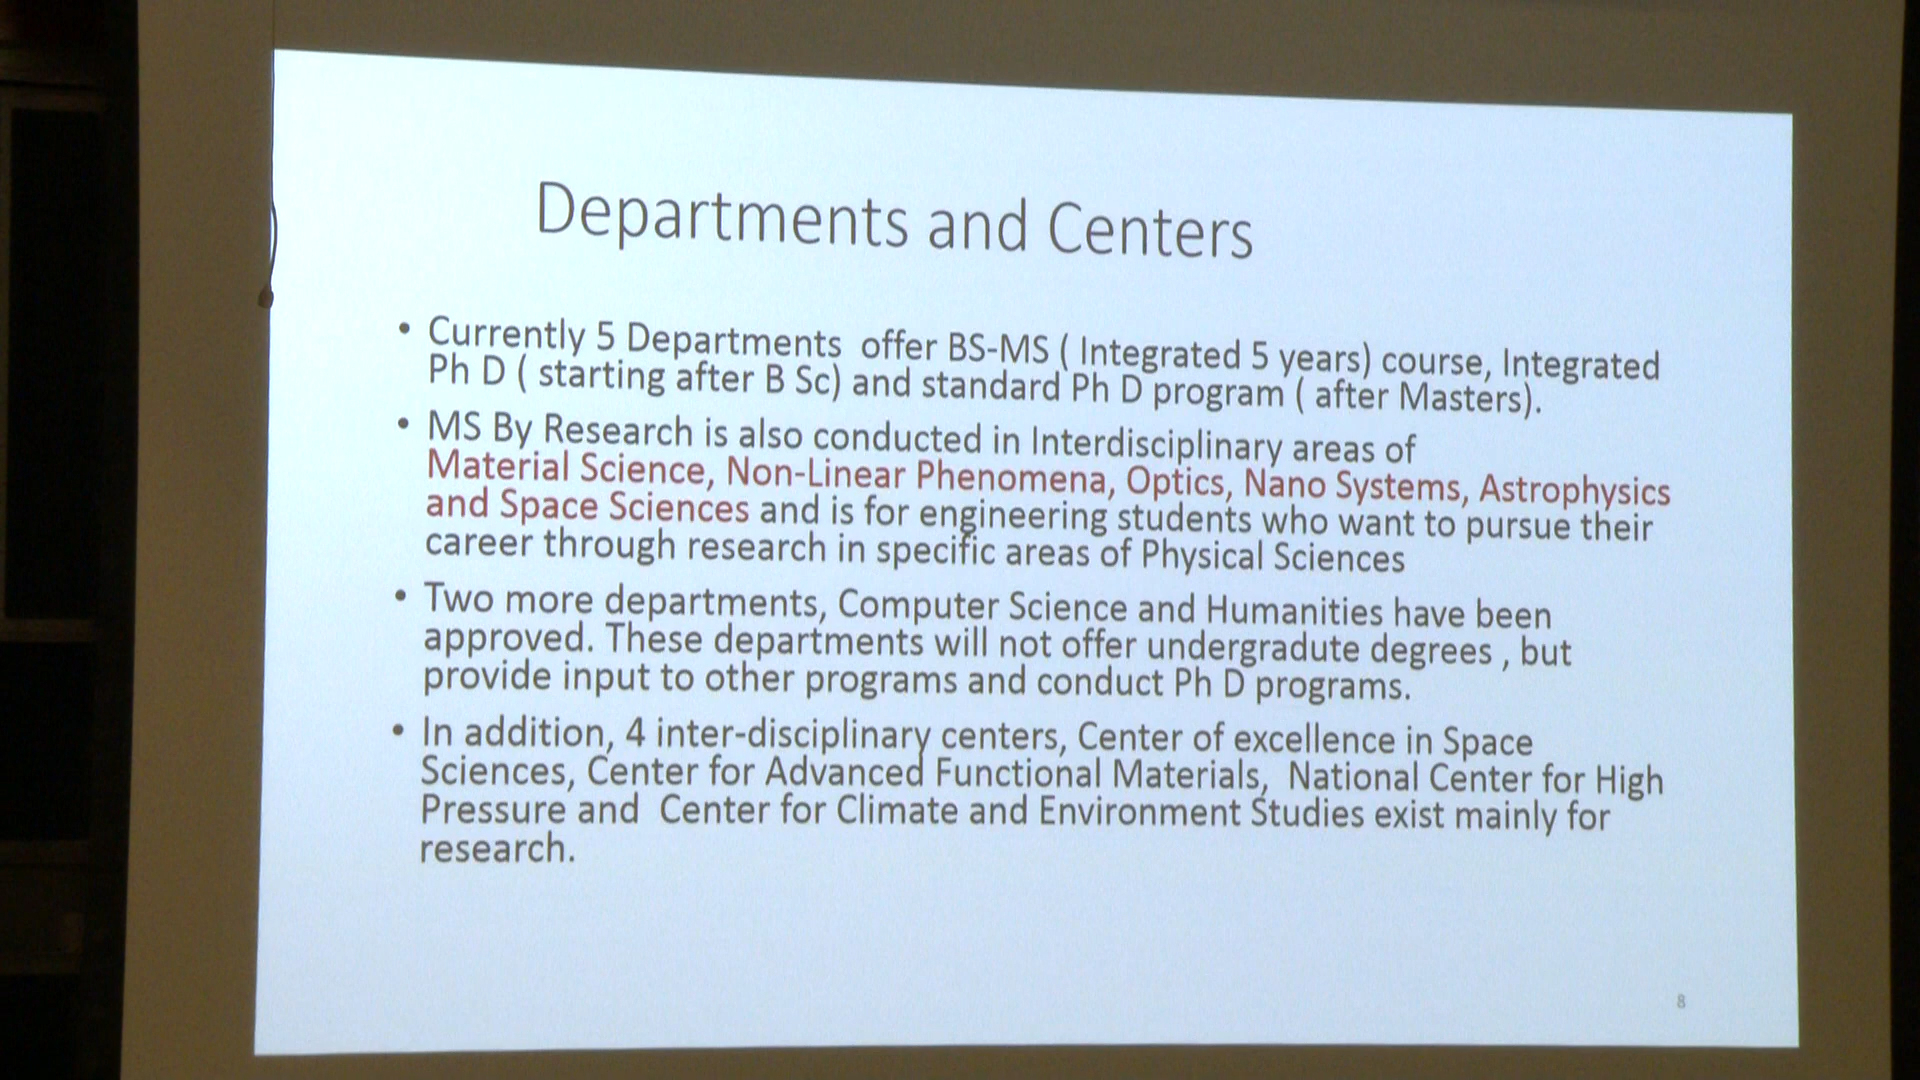 Departments and Centers
• Currently 5 Departments offer BS-MS ( Integrated 5 years) course, Integrated
Ph D ( starting after B Sc) and standard Ph D program ( after Masters).
• MS By Research is also conducted in Interdisciplinary areas of
Material Science, Non-Linear Phenomena, Optics, Nano Systems, Astrophysics
and Space Sciences and is for engineering students who want to pursue their
career through research in specific areas of Physical Sciences
• Two more departments, Computer Science and Humanities have been
approved. These departments will not offer undergradute degrees , but
provide input to other programs and conduct Ph D programs.
• In addition, 4 inter-disciplinary centers, Center of excellence in Space
Sciences, Center for Advanced Functional Materials, National Center for High
Pressure and Center for Climate and Environment Studies exist mainly for
research.
8